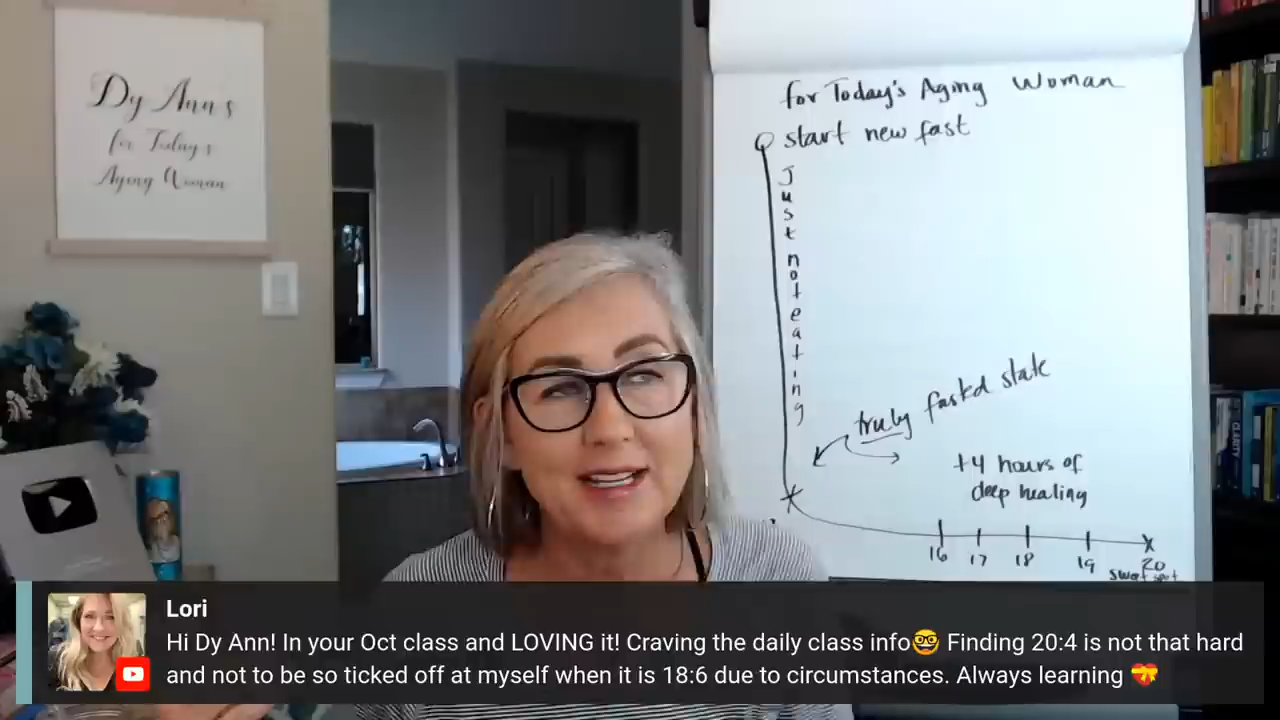 Dy Ann's
for Today's
Aging Woman
for Today's Aging Woman
start new fast
Just not eating
truly fasted state
+4 hours of
deep healing
16 17 18 19 20
sweet spot
CLARITY
Lori
Hi Dy Ann! In your Oct class and LOVING it! Craving the daily class info🤓 Finding 20:4 is not that hard
and not to be so ticked off at myself when it is 18:6 due to circumstances. Always learning 💝